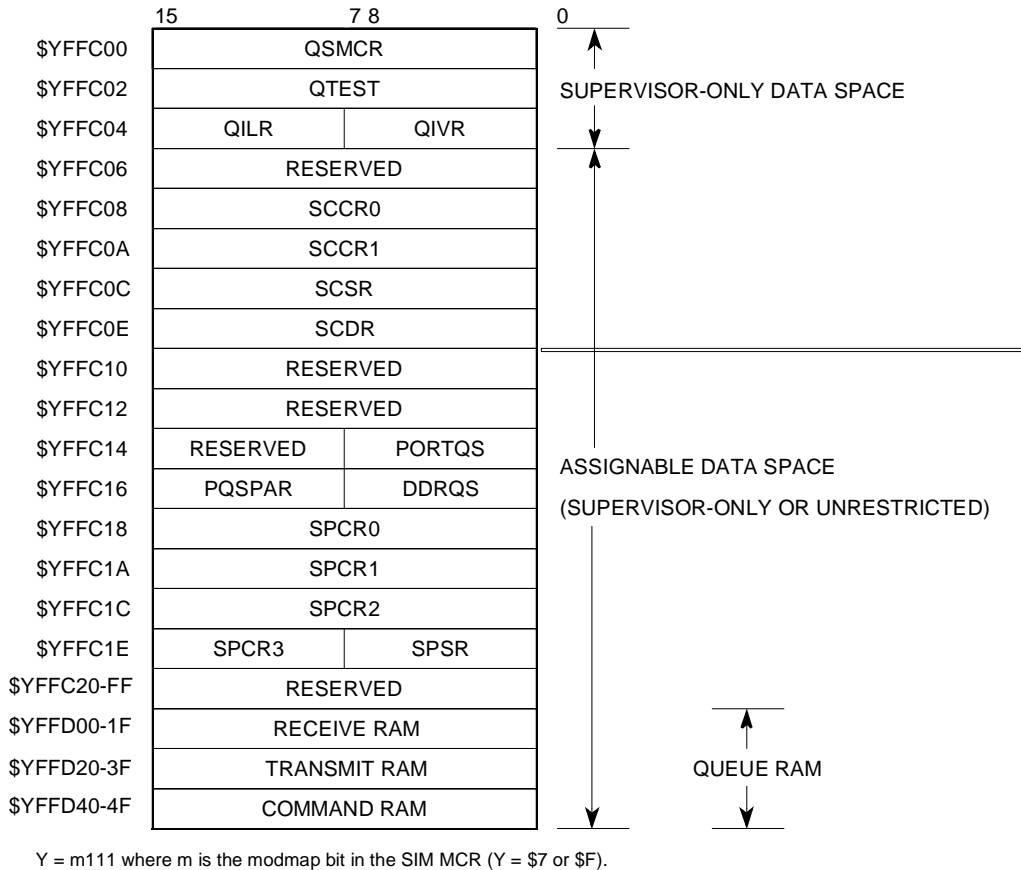 15 7 8 0
$YFFC00 QSMCR
$YFFC02 QTEST SUPERVISOR-ONLY DATA SPACE
$YFFC04 QILR QIVR
$YFFC06 RESERVED
$YFFC08 SCCR0
$YFFC0A SCCR1
$YFFC0C SCSR
$YFFC0E SCDR
$YFFC10 RESERVED
$YFFC12 RESERVED
$YFFC14 RESERVED PORTQS
ASSIGNABLE DATA SPACE
$YFFC16 PQSPAR DDRQS
(SUPERVISOR-ONLY OR UNRESTRICTED)
$YFFC18 SPCR0
$YFFC1A SPCR1
$YFFC1C SPCR2
$YFFC1E SPCR3 SPSR
$YFFC20-FF RESERVED
$YFFD00-1F RECEIVE RAM
$YFFD20-3F TRANSMIT RAM QUEUE RAM
$YFFD40-4F COMMAND RAM
Y = m111 where m is the modmap bit in the SIM MCR (Y = $7 or $F).